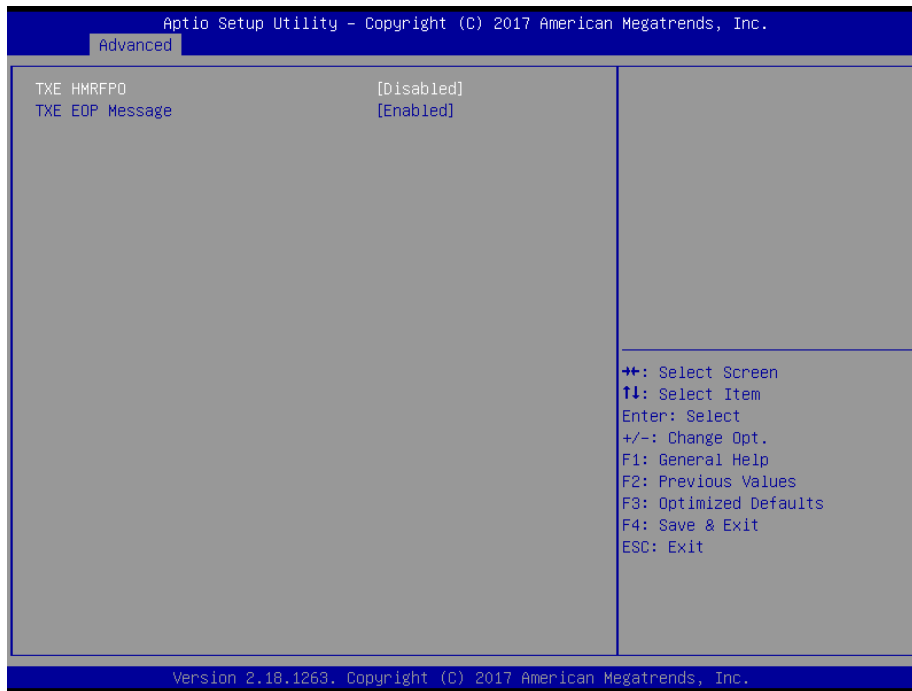 Aptio Setup Utility – Copyright (C) 2017 American Megatrends, Inc.
Advanced
TXE HMRFPO [Disabled]
TXE EOP Message [Enabled]
→←: Select Screen
↑↓: Select Item
Enter: Select
+/-: Change Opt.
F1: General Help
F2: Previous Values
F3: Optimized Defaults
F4: Save & Exit
ESC: Exit
Version 2.18.1263. Copyright (C) 2017 American Megatrends, Inc.